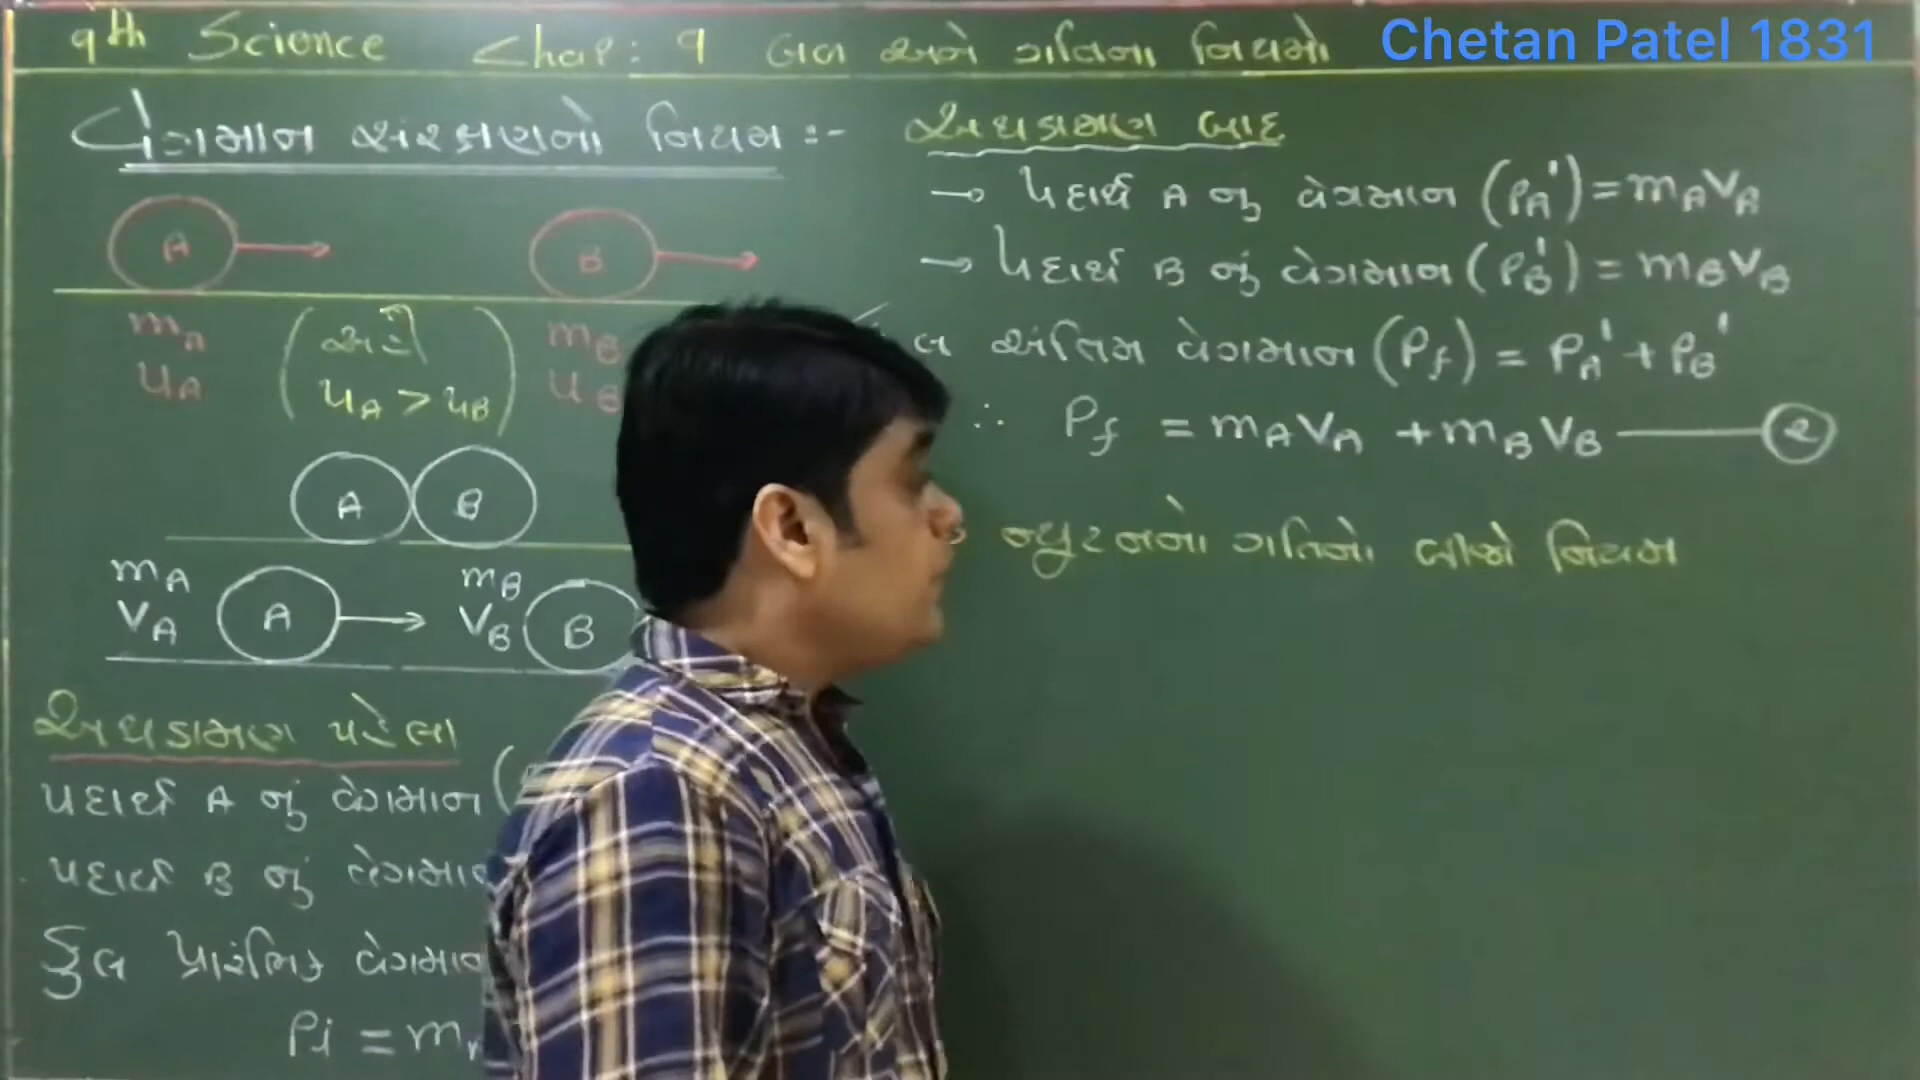 9th Science Chap: 9 બળ અને ગતિના નિયમો
Chetan Patel 1831
વેગમાન સંરક્ષણનો નિયમ :-
A B
mA (અહીં mB
uA uA > uB) uB
A B
mA mB
VA A VB B
અથડામણ પહેલા
પદાર્થ A નું વેગમાન (
પદાર્થ B નું વેગમાન
કુલ પ્રારંભિક વેગમાન
Pi = m
અથડામણ બાદ
→ પદાર્થ A નું વેગમાન (PA') = mAVA
→ પદાર્થ B નું વેગમાન (PB') = mBVB
લ અંતિમ વેગમાન (Pf) = PA' + PB'
∴ Pf = mAVA + mBVB —— ②
ન્યુટનનો ગતિનો બીજો નિયમ